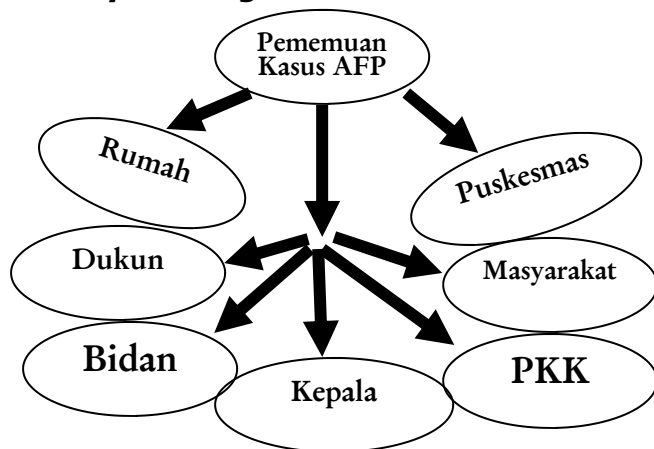 Pememuan
Kasus AFP
Rumah
Puskesmas
Dukun
Masyarakat
Bidan
PKK
Kepala